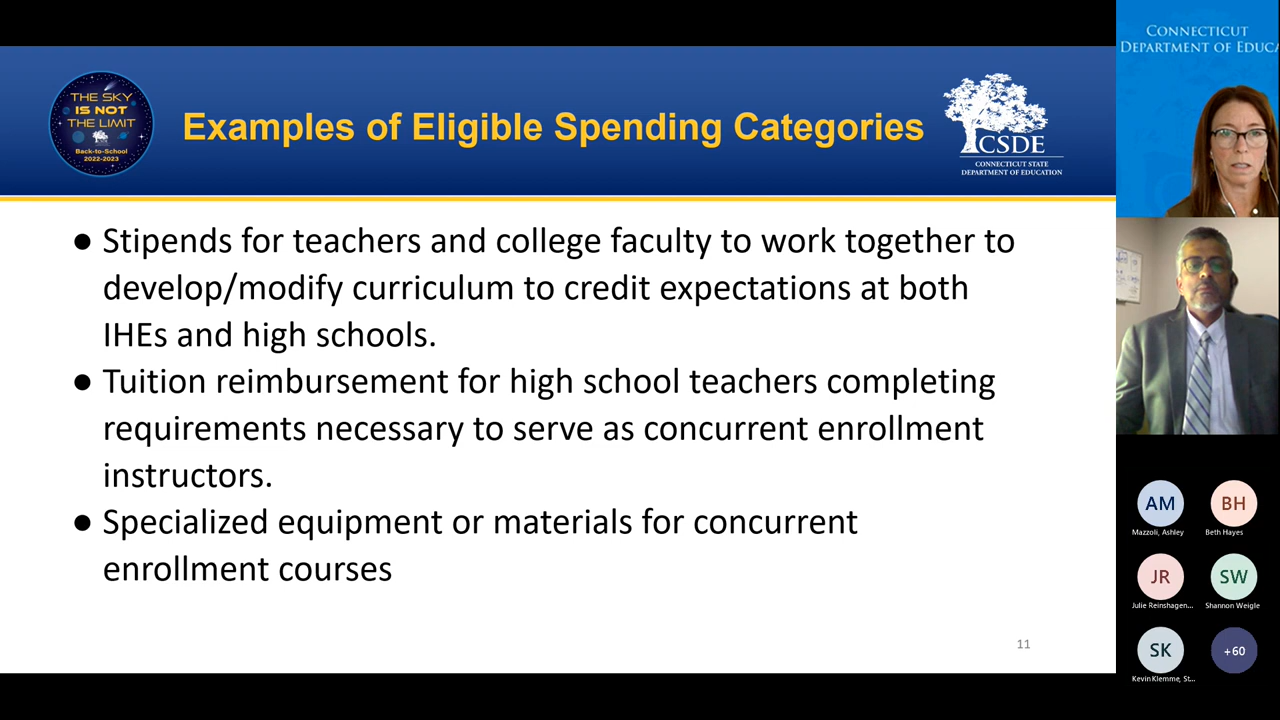 THE SKY
IS NOT
THE LIMIT
Back-to-School
2022-2023
Examples of Eligible Spending Categories
CSDE
CONNECTICUT STATE
DEPARTMENT OF EDUCATION
● Stipends for teachers and college faculty to work together to
develop/modify curriculum to credit expectations at both
IHEs and high schools.
● Tuition reimbursement for high school teachers completing
requirements necessary to serve as concurrent enrollment
instructors.
● Specialized equipment or materials for concurrent
enrollment courses
11
CONNECTICUT
DEPARTMENT OF EDUCA
AM
BH
Mazzoli, Ashley
Beth Hayes
JR
SW
Julie Reinshagen...
Shannon Weigle
SK
+60
KevinKlemme, St...